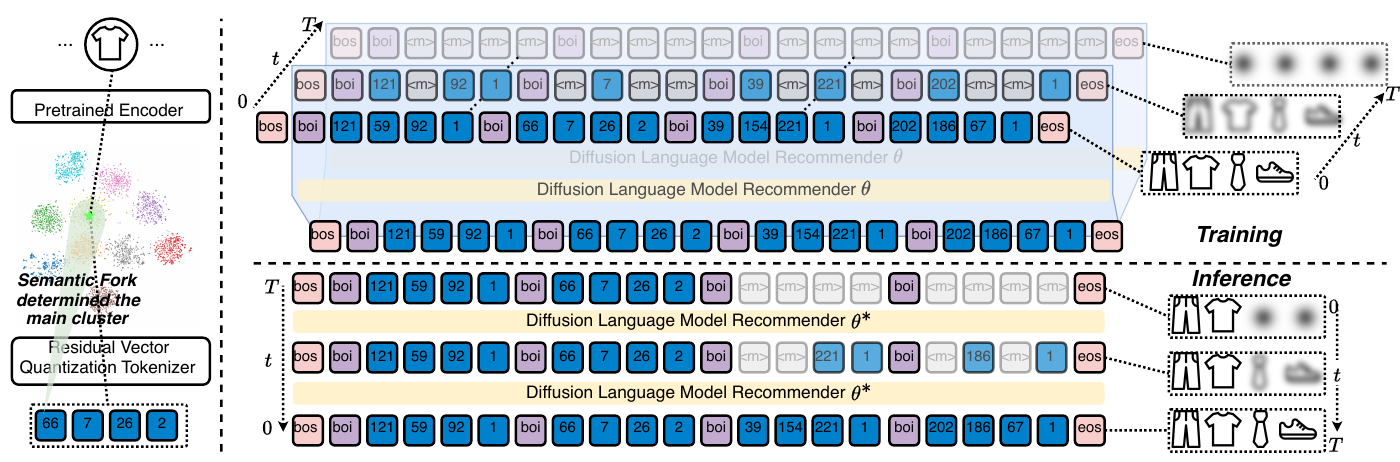 ... ...
Pretrained Encoder
Semantic Fork
determined the
main cluster
Residual Vector
Quantization Tokenizer
66 7 26 2
T
t
0
bos boi <m> <m> <m> <m> boi <m> <m> <m> <m> boi <m> <m> <m> <m> boi <m> <m> <m> <m> eos
bos boi 121 <m> 92 1 boi <m> 7 <m> <m> boi 39 <m> 221 <m> boi 202 <m> <m> 1 eos
bos boi 121 59 92 1 boi 66 7 26 2 boi 39 154 221 1 boi 202 186 67 1 eos
Diffusion Language Model Recommender θ
Diffusion Language Model Recommender θ
bos boi 121 59 92 1 boi 66 7 26 2 boi 39 154 221 1 boi 202 186 67 1 eos
T
t
0
Training
Inference
T
t
0
bos boi 121 59 92 1 boi 66 7 26 2 boi <m> <m> <m> <m> boi <m> <m> <m> <m> eos
Diffusion Language Model Recommender θ*
bos boi 121 59 92 1 boi 66 7 26 2 boi <m> <m> 221 1 boi <m> 186 <m> 1 eos
Diffusion Language Model Recommender θ*
bos boi 121 59 92 1 boi 66 7 26 2 boi 39 154 221 1 boi 202 186 67 1 eos
0
t
T